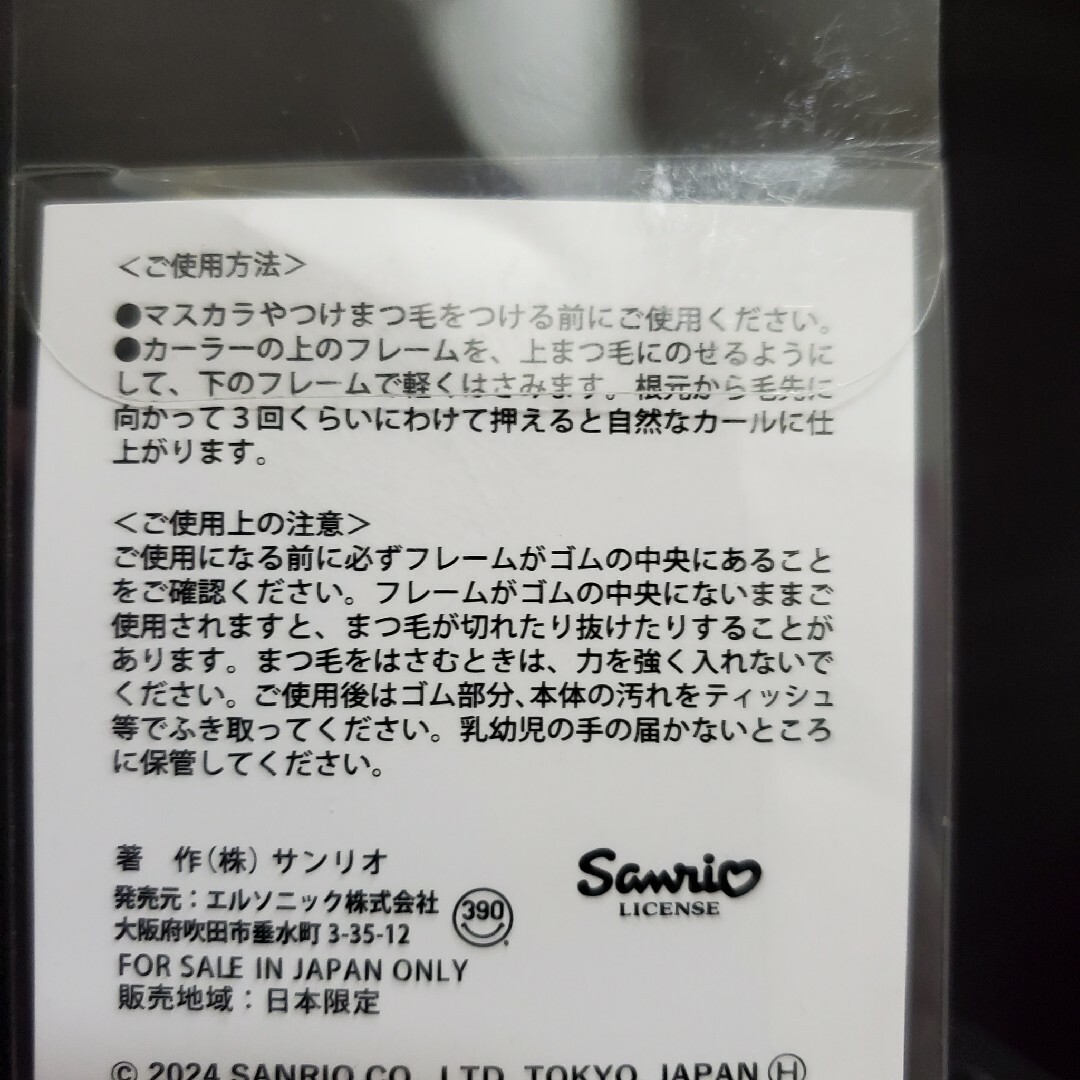 ＜ご使用方法＞
●マスカラやつけまつ毛をつける前にご使用ください。
●カーラーの上のフレームを、上まつ毛にのせるように
して、下のフレームで軽くはさみます。根元から毛先に
向かって３回くらいにわけて押えると自然なカールに仕
上がります。
＜ご使用上の注意＞
ご使用になる前に必ずフレームがゴムの中央にあること
をご確認ください。フレームがゴムの中央にないままご
使用されますと、まつ毛が切れたり抜けたりすることが
あります。まつ毛をはさむときは、力を強く入れないで
ください。ご使用後はゴム部分、本体の汚れをティッシュ
等でふき取ってください。乳幼児の手の届かないところ
に保管してください。
著　作(株) サンリオ
発売元：エルソニック株式会社
大阪府吹田市垂水町 3-35-12
390
Sanrio
LICENSE
FOR SALE IN JAPAN ONLY
販売地域：日本限定
© 2024 SANRIO CO., LTD. TOKYO, JAPAN Ⓗ